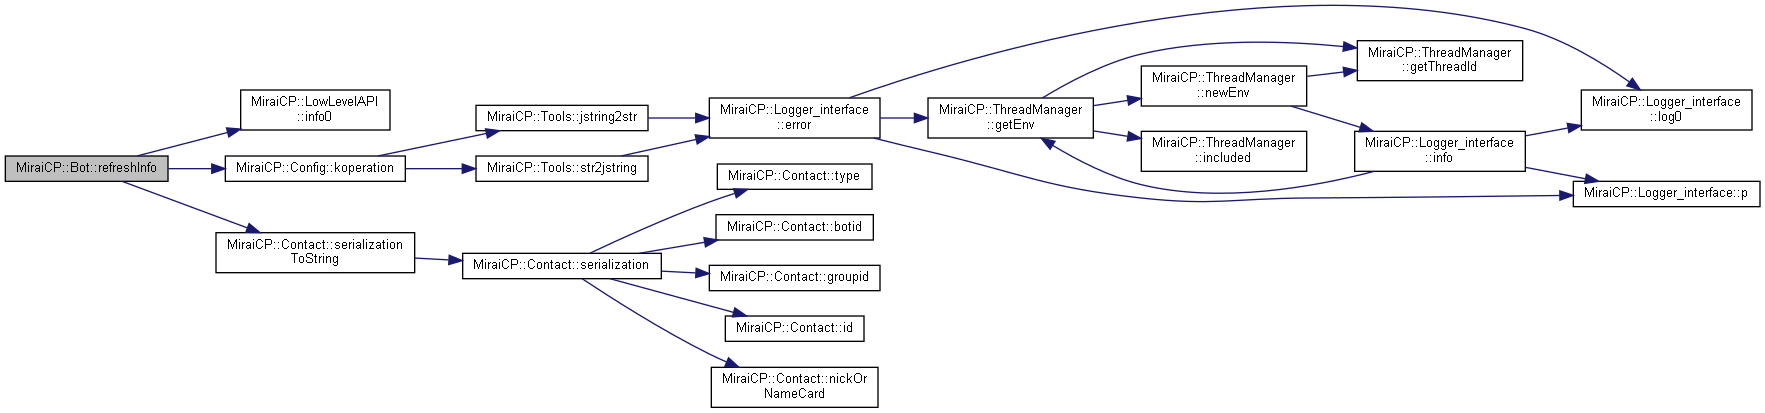 MiraiCP::Bot::refreshInfo
MiraiCP::LowLevelAPI
::info0
MiraiCP::Config::koperation
MiraiCP::Contact::serialization
ToString
MiraiCP::Tools::jstring2str
MiraiCP::Tools::str2jstring
MiraiCP::Contact::serialization
MiraiCP::Logger_interface
::error
MiraiCP::Contact::type
MiraiCP::Contact::botid
MiraiCP::Contact::groupid
MiraiCP::Contact::id
MiraiCP::Contact::nickOr
NameCard
MiraiCP::ThreadManager
::getEnv
MiraiCP::ThreadManager
::newEnv
MiraiCP::ThreadManager
::included
MiraiCP::ThreadManager
::getThreadId
MiraiCP::Logger_interface
::info
MiraiCP::Logger_interface
::log0
MiraiCP::Logger_interface::p